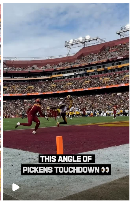 THIS ANGLE OF
PICKENS TOUCHDOWN 👀